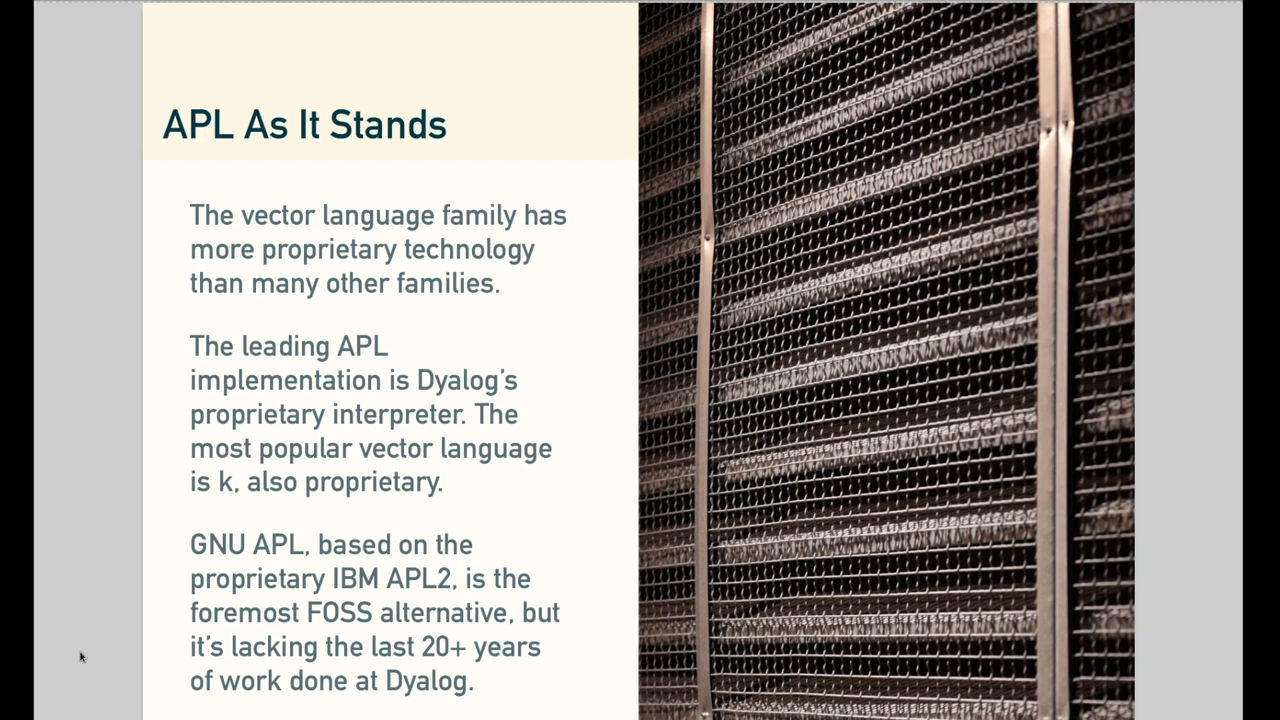 APL As It Stands
The vector language family has
more proprietary technology
than many other families.
The leading APL
implementation is Dyalog’s
proprietary interpreter. The
most popular vector language
is k, also proprietary.
GNU APL, based on the
proprietary IBM APL2, is the
foremost FOSS alternative, but
it’s lacking the last 20+ years
of work done at Dyalog.